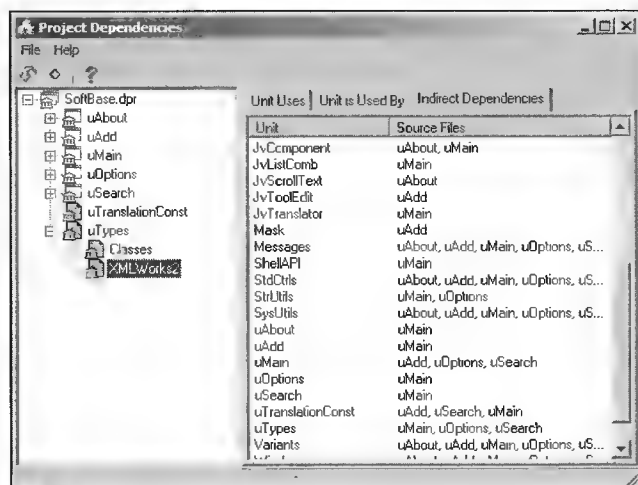 Project Dependencies
File Help
?
SoftBase.dpr
uAbout
uAdd
uMain
uOptions
uSearch
uTranslationConst
uTypes
Classes
XMLWorks2
Unit Uses Unit is Used By Indirect Dependencies
Unit Source Files
JvComponent uAbout, uMain
JvListComb uMain
JvScrollText uAbout
JvToolEdit uAdd
JvTranslator uMain
Mask uAdd
Messages uAbout, uAdd, uMain, uOptions, uS...
ShellAPI uMain
StdCtrls uAbout, uAdd, uMain, uOptions, uS...
StrUtils uMain, uOptions
SysUtils uAbout, uAdd, uMain, uOptions, uS...
uAbout uMain
uAdd uMain
uMain uAdd, uOptions, uSearch
uOptions uMain
uSearch uMain
uTranslationConst uAdd, uSearch, uMain
uTypes uMain, uOptions, uSearch
Variants uAbout, uAdd, uMain, uOptions, uS...